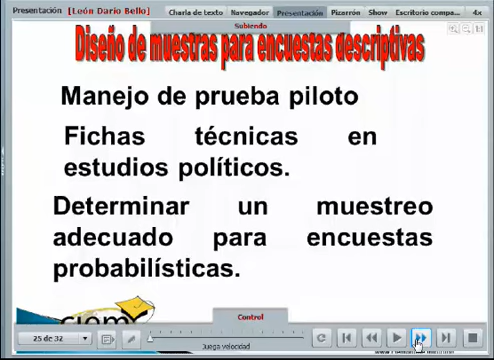 Presentación [León Darío Bello]
Charla de texto Navegador Presentación Pizarrón Show Escritorio compa... 4x
Subiendo
Diseño de muestras para encuestas descriptivas
Manejo de prueba piloto
Fichas técnicas en
estudios políticos.
Determinar un muestreo
adecuado para encuestas
probabilísticas.
Control
25 de 32
Juega velocidad